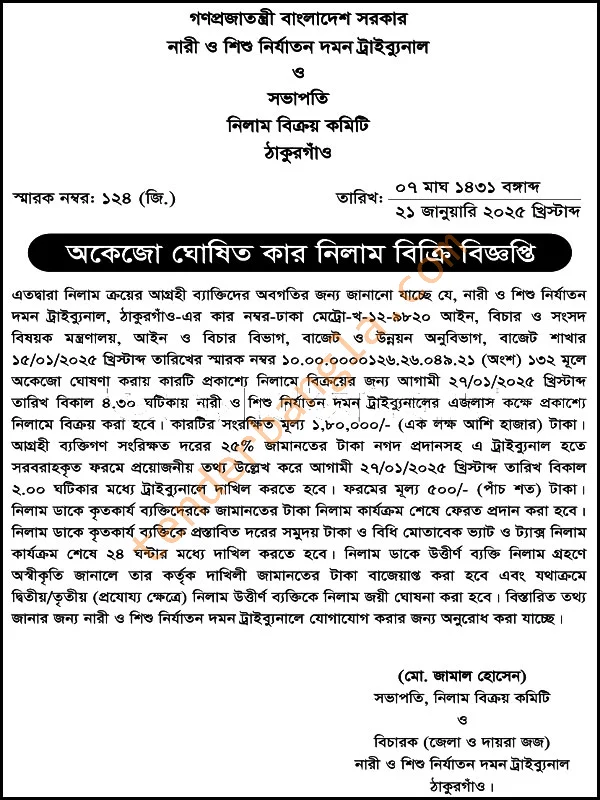 গণপ্রজাতন্ত্রী বাংলাদেশ সরকার
নারী ও শিশু নির্যাতন দমন ট্রাইব্যুনাল
ও
সভাপতি
নিলাম বিক্রয় কমিটি
ঠাকুরগাঁও
স্মারক নম্বর: ১২৪ (জি.)
তারিখ: ০৭ মাঘ ১৪৩১ বঙ্গাব্দ
২১ জানুয়ারি ২০২৫ খ্রিস্টাব্দ
অকেজো ঘোষিত কার নিলাম বিক্রি বিজ্ঞপ্তি
এতদ্বারা নিলাম ক্রয়ের আগ্রহী ব্যাক্তিদের অবগতির জন্য জানানো যাচ্ছে যে, নারী ও শিশু নির্যাতন
দমন ট্রাইব্যুনাল, ঠাকুরগাঁও-এর কার নম্বর-ঢাকা মেট্রো-খ-১২-৯৮২০ আইন, বিচার ও সংসদ
বিষয়ক মন্ত্রণালয়, আইন ও বিচার বিভাগ, বাজেট ও উন্নয়ন অনুবিভাগ, বাজেট শাখার
১৫/০১/২০২৫ খ্রিস্টাব্দ তারিখের স্মারক নম্বর ১০.০০.০০০০১২৬.২৬.০৪৯.২১ (অংশ) ১৩২ মূলে
অকেজো ঘোষণা করায় কারটি প্রকাশ্যে নিলামে বিক্রয়ের জন্য আগামী ২৭/০১/২০২৫ খ্রিস্টাব্দ
তারিখ বিকাল ৪.৩০ ঘটিকায় নারী ও শিশু নির্যাতন দমন ট্রাইব্যুনালের এজলাস কক্ষে প্রকাশ্যে
নিলামে বিক্রয় করা হবে। কারটির সংরক্ষিত মূল্য ১,৮০,০০০/- (এক লক্ষ আশি হাজার) টাকা।
আগ্রহী ব্যক্তিগণ সংরিক্ষত দরের ২৫% জামানতের টাকা নগদ প্রদানসহ এ ট্রাইব্যুনাল হতে
সরবরাহকৃত ফরমে প্রয়োজনীয় তথ্য উল্লেখ করে আগামী ২৭/০১/২০২৫ খ্রিস্টাব্দ তারিখ বিকাল
২.০০ ঘটিকার মধ্যে ট্রাইব্যুনালে দাখিল করতে হবে। ফরমের মূল্য ৫০০/- (পাঁচ শত) টাকা।
নিলাম ডাকে কৃতকার্য ব্যক্তিদেরকে জামানতের টাকা নিলাম কার্যক্রম শেষে ফেরত প্রদান করা হবে।
নিলাম ডাকে কৃতকার্য ব্যক্তিকে প্রস্তাবিত দরের সমুদয় টাকা ও বিধি মোতাবেক ভ্যাট ও ট্যাক্স নিলাম
কার্যক্রম শেষে ২৪ ঘন্টার মধ্যে দাখিল করতে হবে। নিলাম ডাকে উত্তীর্ণ ব্যক্তি নিলাম গ্রহণে
অস্বীকৃতি জানালে তার কর্তৃক দাখিলী জামানতের টাকা বাজেয়াপ্ত করা হবে এবং যথাক্রমে
দ্বিতীয়/তৃতীয় (প্রযোয্য ক্ষেত্রে) নিলাম উত্তীর্ণ ব্যক্তিকে নিলাম জয়ী ঘোষনা করা হবে। বিস্তারিত তথ্য
জানার জন্য নারী ও শিশু নির্যাতন দমন ট্রাইব্যুনালে যোগাযোগ করার জন্য অনুরোধ করা যাচ্ছে।
(মো. জামাল হোসেন)
সভাপতি, নিলাম বিক্রয় কমিটি
ও
বিচারক (জেলা ও দায়রা জজ)
নারী ও শিশু নির্যাতন দমন ট্রাইব্যুনাল
ঠাকুরগাঁও।
tenderbangla.com